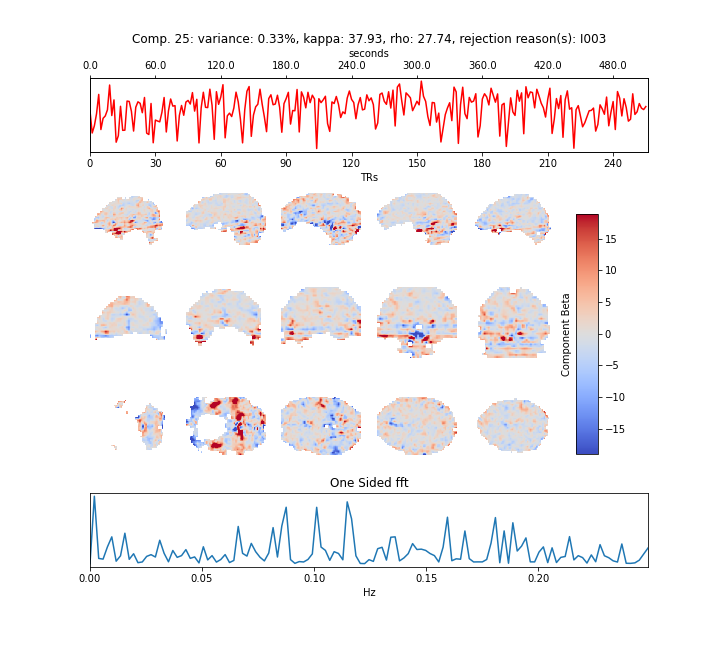 Comp. 25: variance: 0.33%, kappa: 37.93, rho: 27.74, rejection reason(s): I003
seconds
0.0 60.0 120.0 180.0 240.0 300.0 360.0 420.0 480.0
0 30 60 90 120 150 180 210 240
TRs
Component Beta
15
10
5
0
−5
−10
−15
One Sided fft
0.00 0.05 0.10 0.15 0.20
Hz